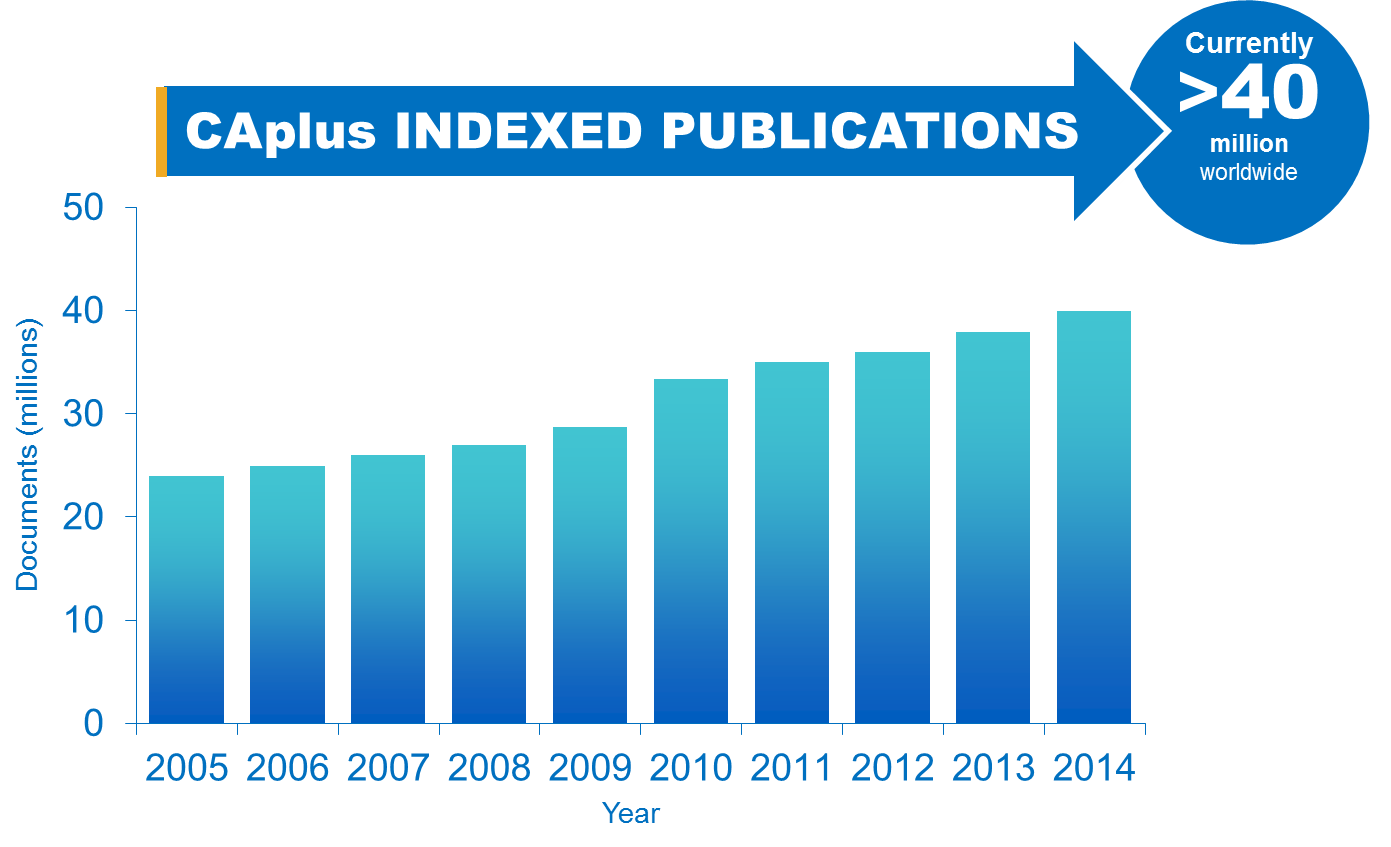 Currently
>40
million
worldwide
CAplus INDEXED PUBLICATIONS
Documents (millions)
50
40
30
20
10
0
2005 2006 2007 2008 2009 2010 2011 2012 2013 2014
Year